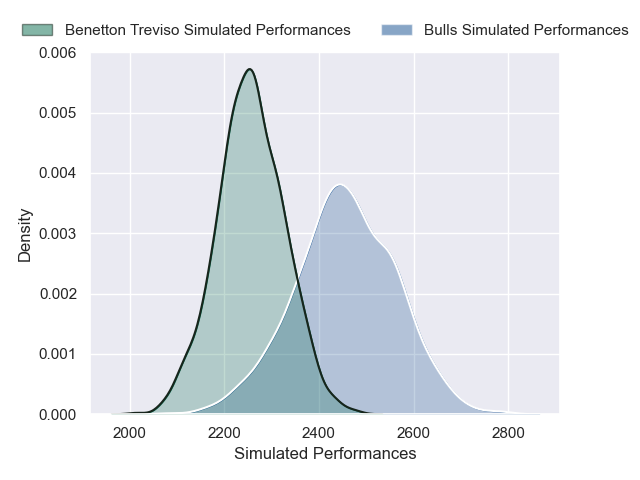 Benetton Treviso Simulated Performances Bulls Simulated Performances
0.006
0.005
0.004
0.003
0.002
0.001
0.000
Density
2000 2200 2400 2600 2800
Simulated Performances